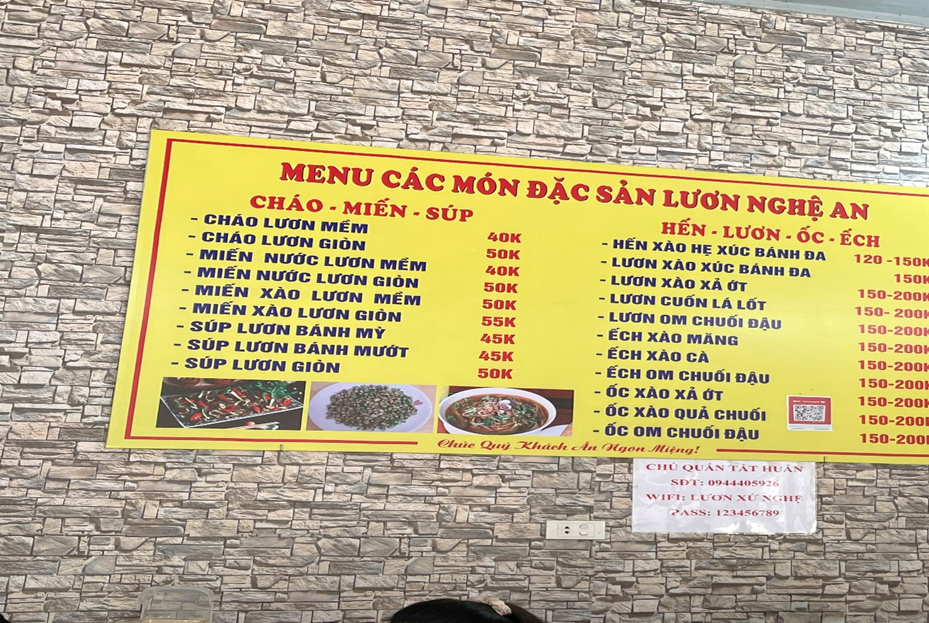 MENU CÁC MÓN ĐẶC SẢN LƯƠN NGHỆ AN
CHÁO - MIẾN - SÚP
- CHÁO LƯƠN MỀM 40K
- CHÁO LƯƠN GIÒN 50K
- MIẾN NƯỚC LƯƠN MỀM 40K
- MIẾN NƯỚC LƯƠN GIÒN 50K
- MIẾN XÀO LƯƠN MỀM 50K
- MIẾN XÀO LƯƠN GIÒN 55K
- SÚP LƯƠN BÁNH MỲ 45K
- SÚP LƯƠN BÁNH MƯỚT 45K
- SÚP LƯƠN GIÒN 50K
HẾN - LƯƠN - ỐC - ẾCH
- HẾN XÀO HẸ XÚC BÁNH ĐA 120 -150K
- LƯƠN XÀO XÚC BÁNH ĐA 150K
- LƯƠN XÀO XẢ ỚT 150-200K
- LƯƠN CUỐN LÁ LỐT 150- 200K
- LƯƠN OM CHUỐI ĐẬU 150-200K
- ẾCH XÀO MĂNG 150-200K
- ẾCH XÀO CÀ 150-200K
- ẾCH OM CHUỐI ĐẬU 150-200K
- ỐC XÀO XẢ ỚT 150-200K
- ỐC XÀO QUẢ CHUỐI 150-200K
- ỐC OM CHUỐI ĐẬU 150-200K
Chúc Quý Khách Ăn Ngon Miệng!
CHỦ QUÁN TẤT HUẤN
SĐT: 0944405926
WIFI: LƯƠN XỨ NGHỆ
PASS: 123456789